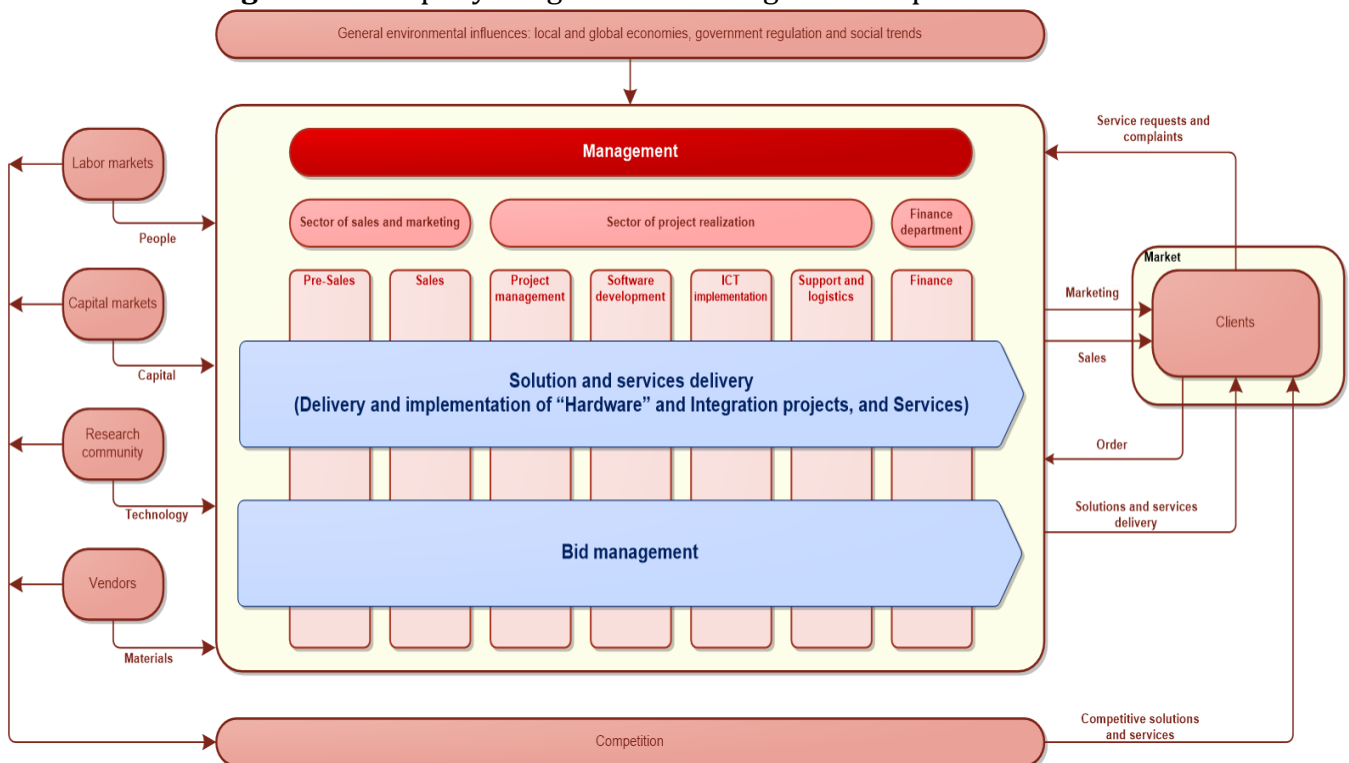 General environmental influences: local and global economies, government regulation and social trends
Service requests and
complaints
Management
Labor markets
People
Sector of sales and marketing
Sector of project realization
Finance
department
Market
Pre-Sales
Sales
Project
management
Software
development
ICT
implementation
Support and
logistics
Finance
Capital markets
Capital
Marketing
Clients
Sales
Solution and services delivery
(Delivery and implementation of “Hardware” and Integration projects, and Services)
Research
community
Technology
Order
Solutions and services
delivery
Bid management
Vendors
Materials
Competition
Competitive solutions
and services